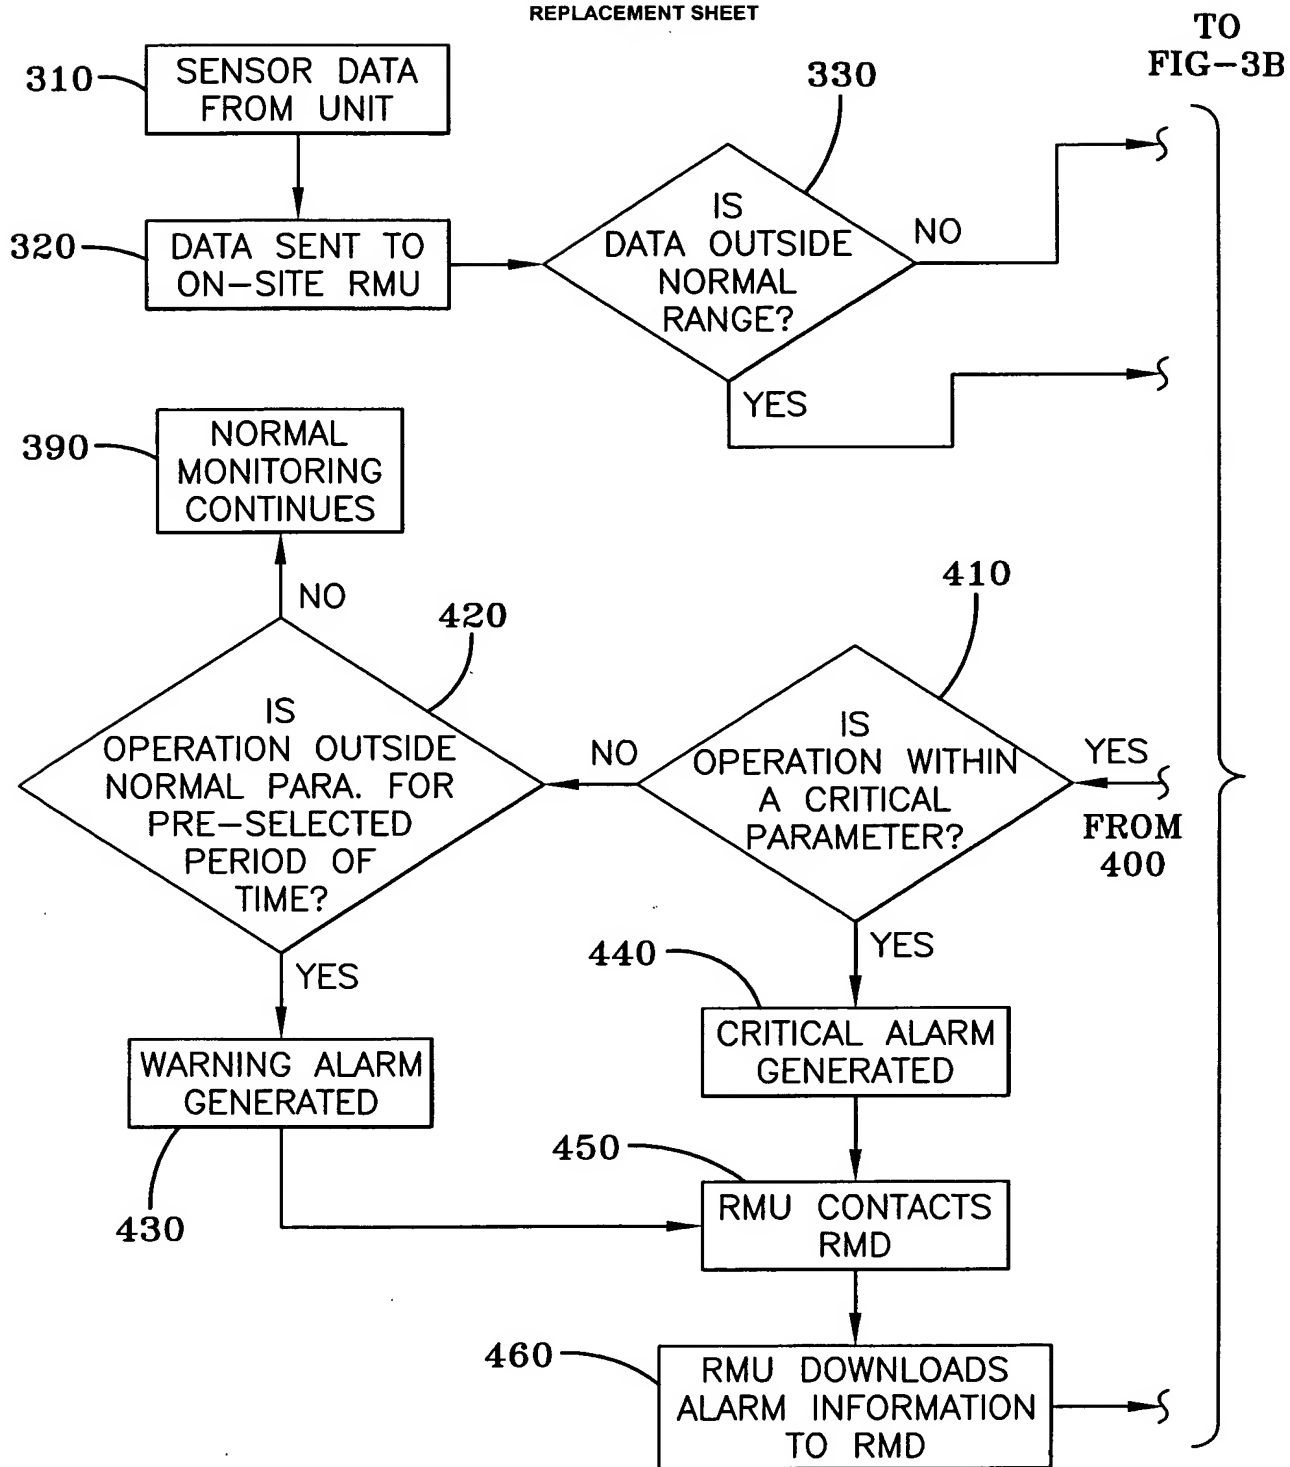 REPLACEMENT SHEET
TO
FIG-3B
310
SENSOR DATA
FROM UNIT
330
320
DATA SENT TO
ON-SITE RMU
IS
DATA OUTSIDE
NORMAL
RANGE?
NO
YES
390
NORMAL
MONITORING
CONTINUES
NO
420
410
IS
OPERATION OUTSIDE
NORMAL PARA. FOR
PRE-SELECTED
PERIOD OF
TIME?
NO
IS
OPERATION WITHIN
A CRITICAL
PARAMETER?
YES
FROM
400
YES
YES
440
WARNING ALARM
GENERATED
430
CRITICAL ALARM
GENERATED
450
RMU CONTACTS
RMD
460
RMU DOWNLOADS
ALARM INFORMATION
TO RMD